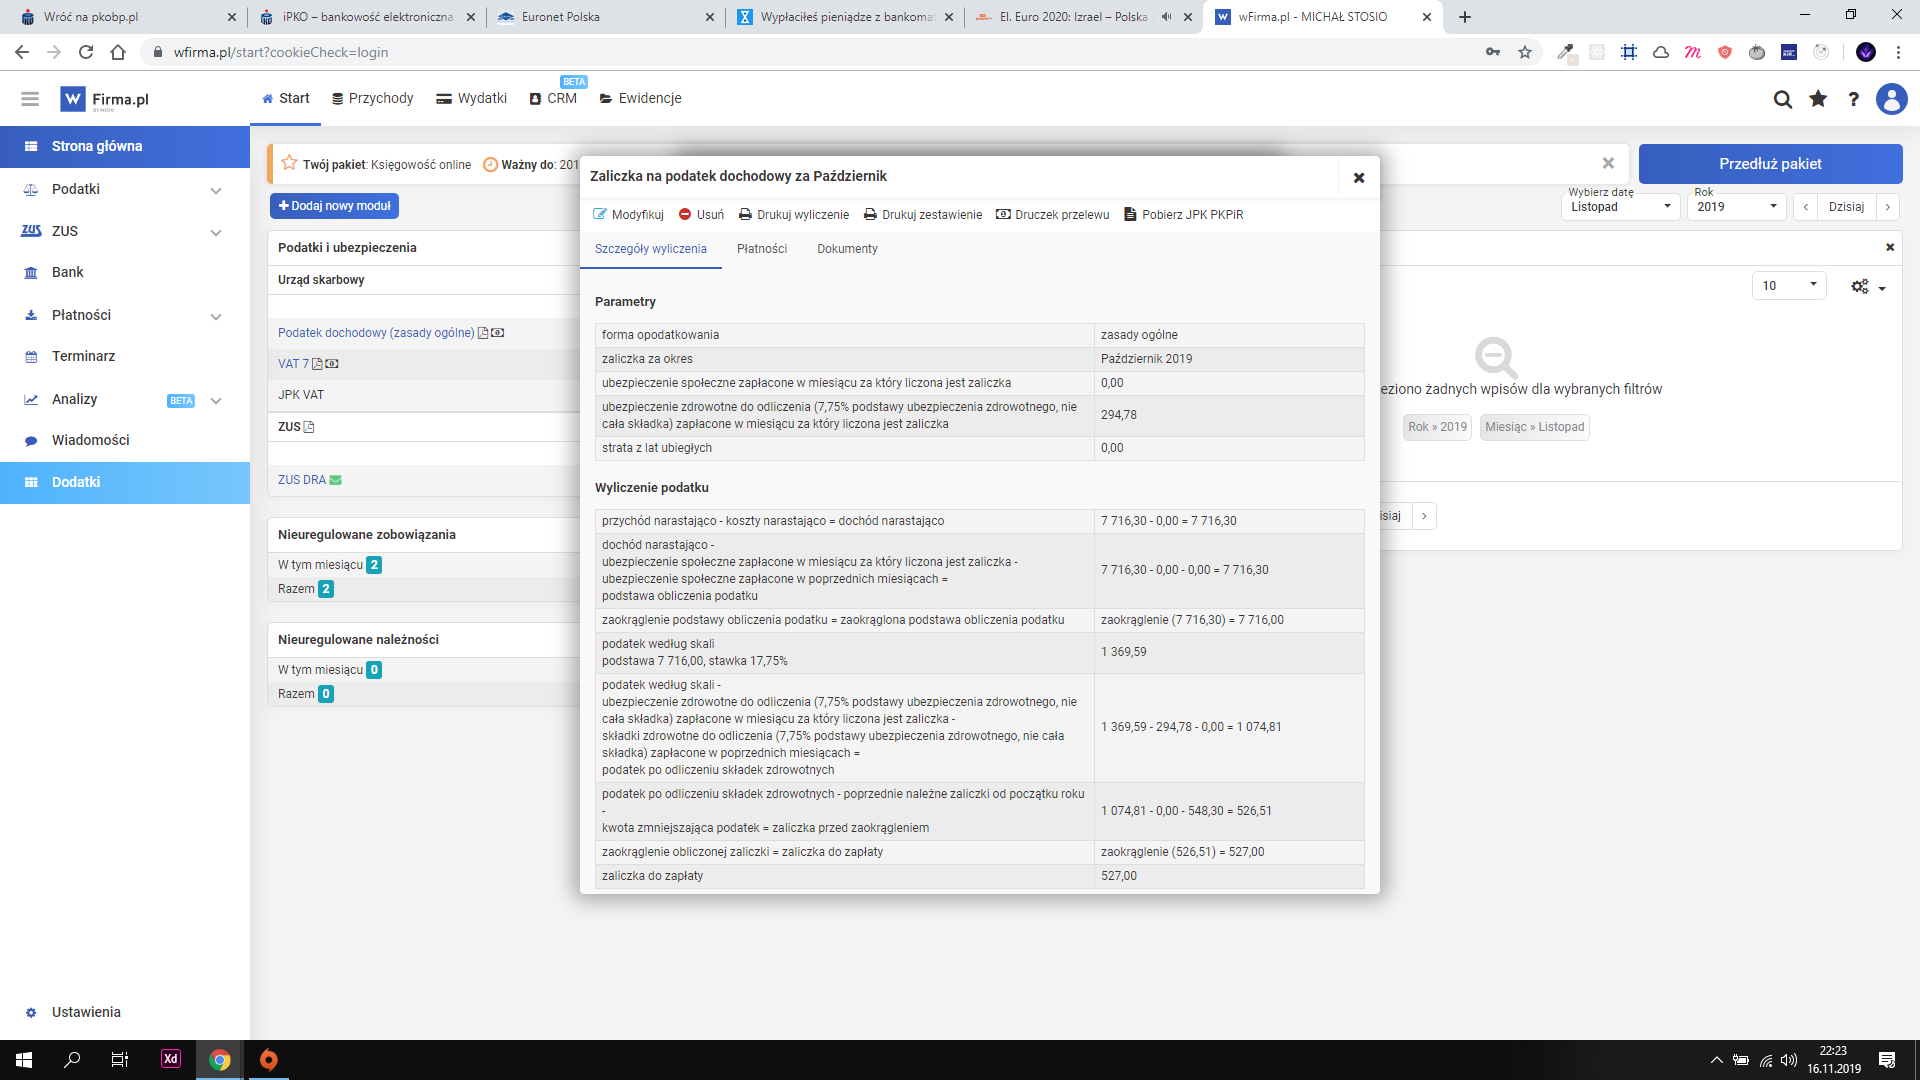 Wróć na pkobp.pl
iPKO – bankowość elektroniczna
Euronet Polska
Wypłaciłeś pieniądze z bankomat
El. Euro 2020: Izrael – Polska
wFirma.pl - MICHAŁ STOSIO
wfirma.pl/start?cookieCheck=login
W Firma.pl
Start
Przychody
Wydatki
CRM
BETA
Ewidencje
Strona główna
Podatki
ZUS
Bank
Płatności
Terminarz
Analizy BETA
Wiadomości
Dodatki
Ustawienia
Twój pakiet: Księgowość online
Ważny do: 201
Przedłuż pakiet
Dodaj nowy moduł
Wybierz datę
Listopad
Rok
2019
Dzisiaj
Podatki i ubezpieczenia
Urząd skarbowy
Podatek dochodowy (zasady ogólne)
VAT 7
JPK VAT
ZUS
ZUS DRA
Nieuregulowane zobowiązania
W tym miesiącu 2
Razem 2
Nieuregulowane należności
W tym miesiącu 0
Razem 0
Zaliczka na podatek dochodowy za Październik
Modyfikuj
Usuń
Drukuj wyliczenie
Drukuj zestawienie
Druczek przelewu
Pobierz JPK PKPiR
Szczegóły wyliczenia
Płatności
Dokumenty
Parametry
forma opodatkowania
zasady ogólne
zaliczka za okres
Październik 2019
ubezpieczenie społeczne zapłacone w miesiącu za który liczona jest zaliczka
0,00
ubezpieczenie zdrowotne do odliczenia (7,75% podstawy ubezpieczenia zdrowotnego, nie
cała składka) zapłacone w miesiącu za który liczona jest zaliczka
294,78
strata z lat ubiegłych
0,00
Wyliczenie podatku
przychód narastająco - koszty narastająco = dochód narastająco
7 716,30 - 0,00 = 7 716,30
dochód narastająco -
ubezpieczenie społeczne zapłacone w miesiącu za który liczona jest zaliczka -
ubezpieczenie społeczne zapłacone w poprzednich miesiącach =
podstawa obliczenia podatku
7 716,30 - 0,00 - 0,00 = 7 716,30
zaokrąglenie podstawy obliczenia podatku = zaokrąglona podstawa obliczenia podatku
zaokrąglenie (7 716,30) = 7 716,00
podatek według skali
podstawa 7 716,00, stawka 17,75%
1 369,59
podatek według skali -
ubezpieczenie zdrowotne do odliczenia (7,75% podstawy ubezpieczenia zdrowotnego, nie
cała składka) zapłacone w miesiącu za który liczona jest zaliczka -
składki zdrowotne do odliczenia (7,75% podstawy ubezpieczenia zdrowotnego, nie cała
składka) zapłacone w poprzednich miesiącach =
podatek po odliczeniu składek zdrowotnych
1 369,59 - 294,78 - 0,00 = 1 074,81
podatek po odliczeniu składek zdrowotnych - poprzednie należne zaliczki od początku roku
-
kwota zmniejszająca podatek = zaliczka przed zaokrągleniem
1 074,81 - 0,00 - 548,30 = 526,51
zaokrąglenie obliczonej zaliczki = zaliczka do zapłaty
zaokrąglenie (526,51) = 527,00
zaliczka do zapłaty
527,00
10
eziono żadnych wpisów dla wybranych filtrów
Rok » 2019
Miesiąc » Listopad
isiaj
Xd
22:23
16.11.2019